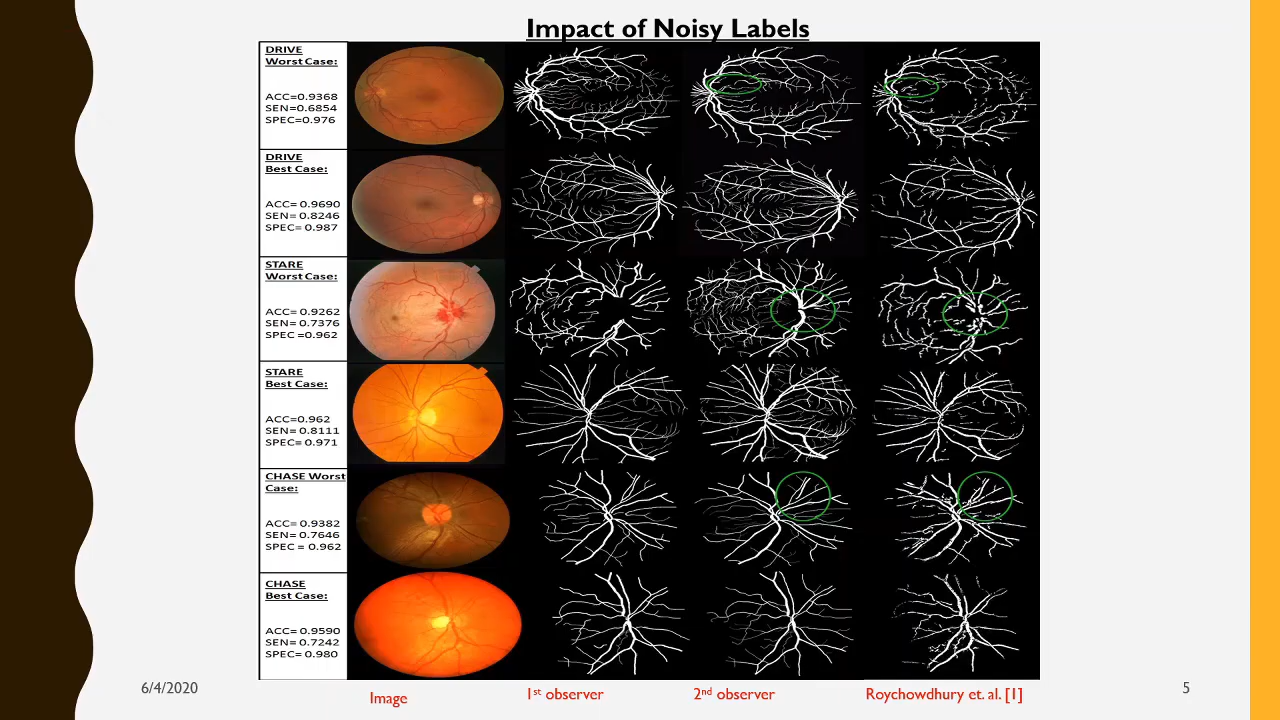 Impact of Noisy Labels
DRIVE
Worst Case:
ACC=0.9368
SEN=0.6854
SPEC=0.976
DRIVE
Best Case:
ACC= 0.9690
SEN= 0.8246
SPEC= 0.987
STARE
Worst Case:
ACC= 0.9262
SEN= 0.7376
SPEC =0.962
STARE
Best Case:
ACC=0.962
SEN= 0.8111
SPEC= 0.971
CHASE Worst
Case:
ACC= 0.9382
SEN= 0.7646
SPEC = 0.962
CHASE
Best Case:
ACC= 0.9590
SEN= 0.7242
SPEC= 0.980
Image
1st observer
2nd observer
Roychowdhury et. al. [1]
6/4/2020
5